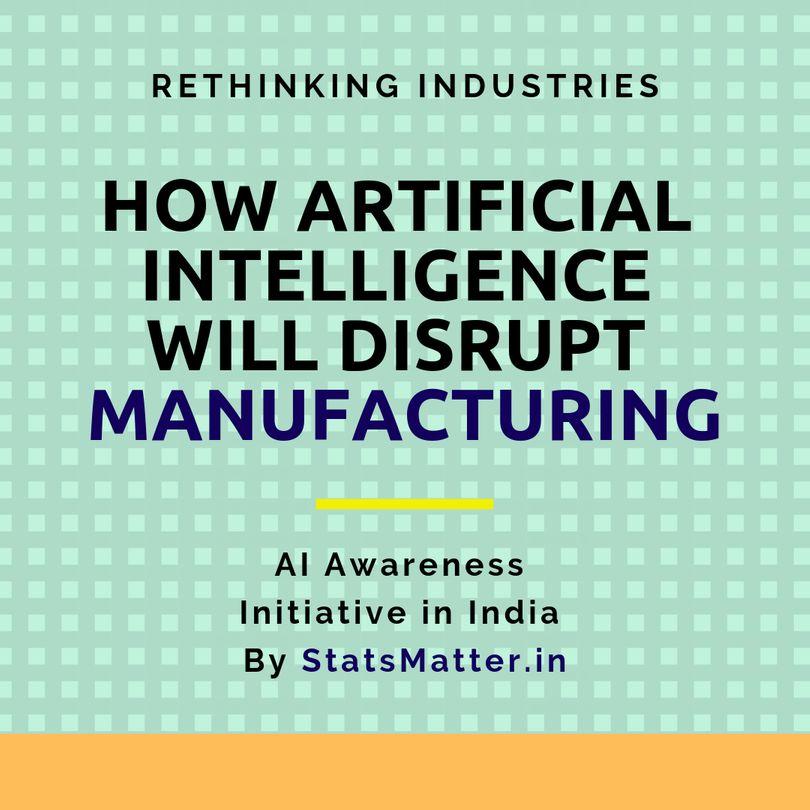 RETHINKING INDUSTRIES
HOW ARTIFICIAL
INTELLIGENCE
WILL DISRUPT
MANUFACTURING
AI Awareness
Initiative in India
By StatsMatter.in